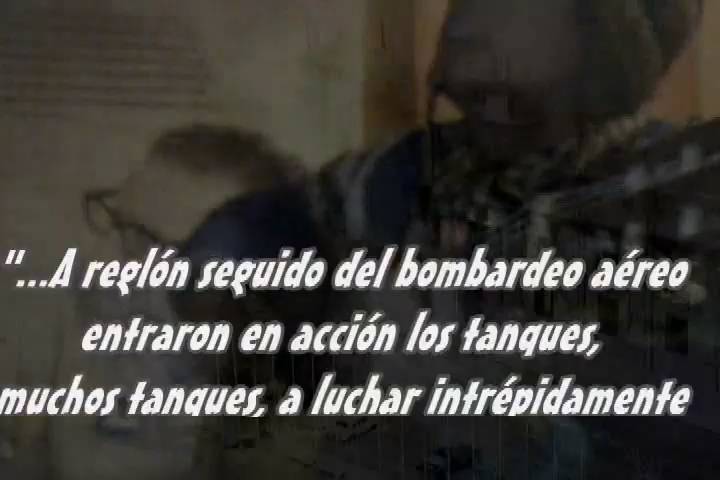 "...A reglón seguido del bombardeo aéreo
entraron en acción los tanques,
muchos tanques, a luchar intrépidamente